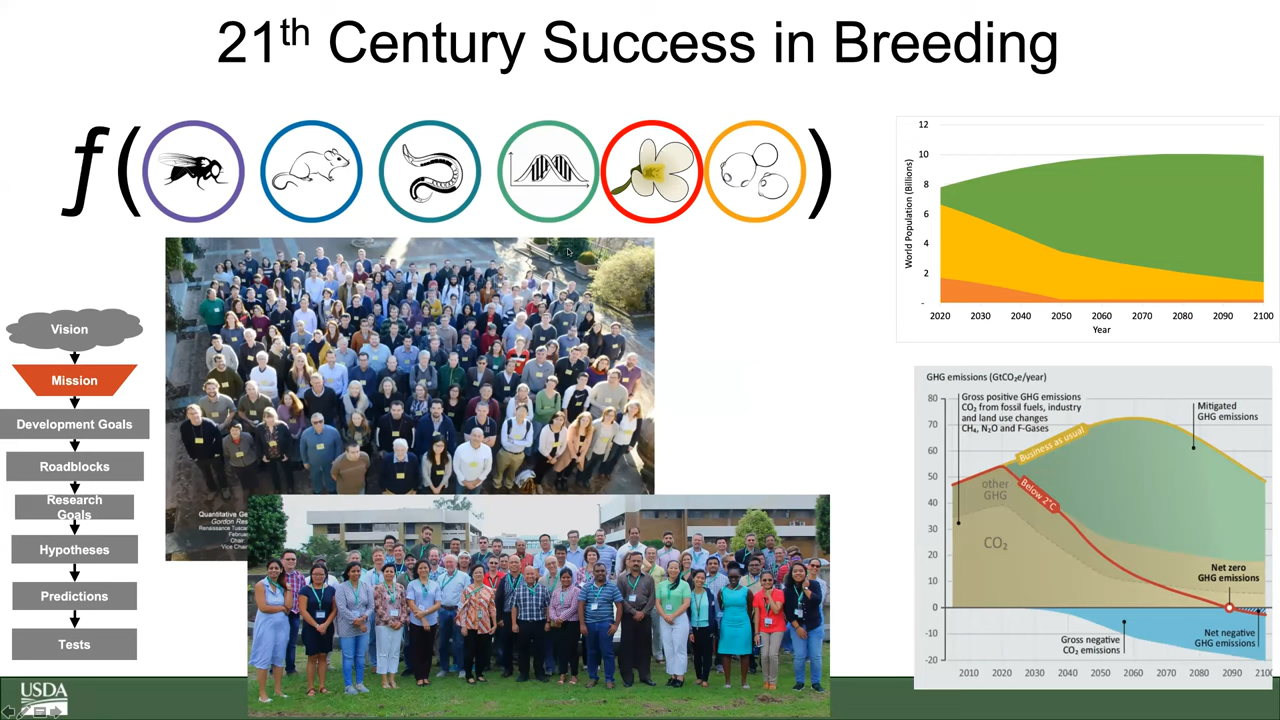 21th Century Success in Breeding
f( )
Vision
Mission
Development Goals
Roadblocks
Research
Goals
Hypotheses
Predictions
Tests
USDA
Quantitative Ge
Gordon Res
Renaissance Tuscan
Februar
Chair
Vice Chair
World Population (Billions)
12
10
8
6
4
2
-
2020 2030 2040 2050 2060 2070 2080 2090 2100
Year
GHG emissions (GtCO₂e/year)
80
70
60
50
40
30
20
10
0
-10
-20
Gross positive GHG emissions
CO₂ from fossil fuels, industry
and land use changes
CH₄, N₂O and F-Gases
Mitigated
GHG emissions
Business as usual
Below 2°C
other
GHG
CO₂
Net zero
GHG emissions
Gross negative
CO₂ emissions
Net negative
GHG emissions
2010 2020 2030 2040 2050 2060 2070 2080 2090 2100